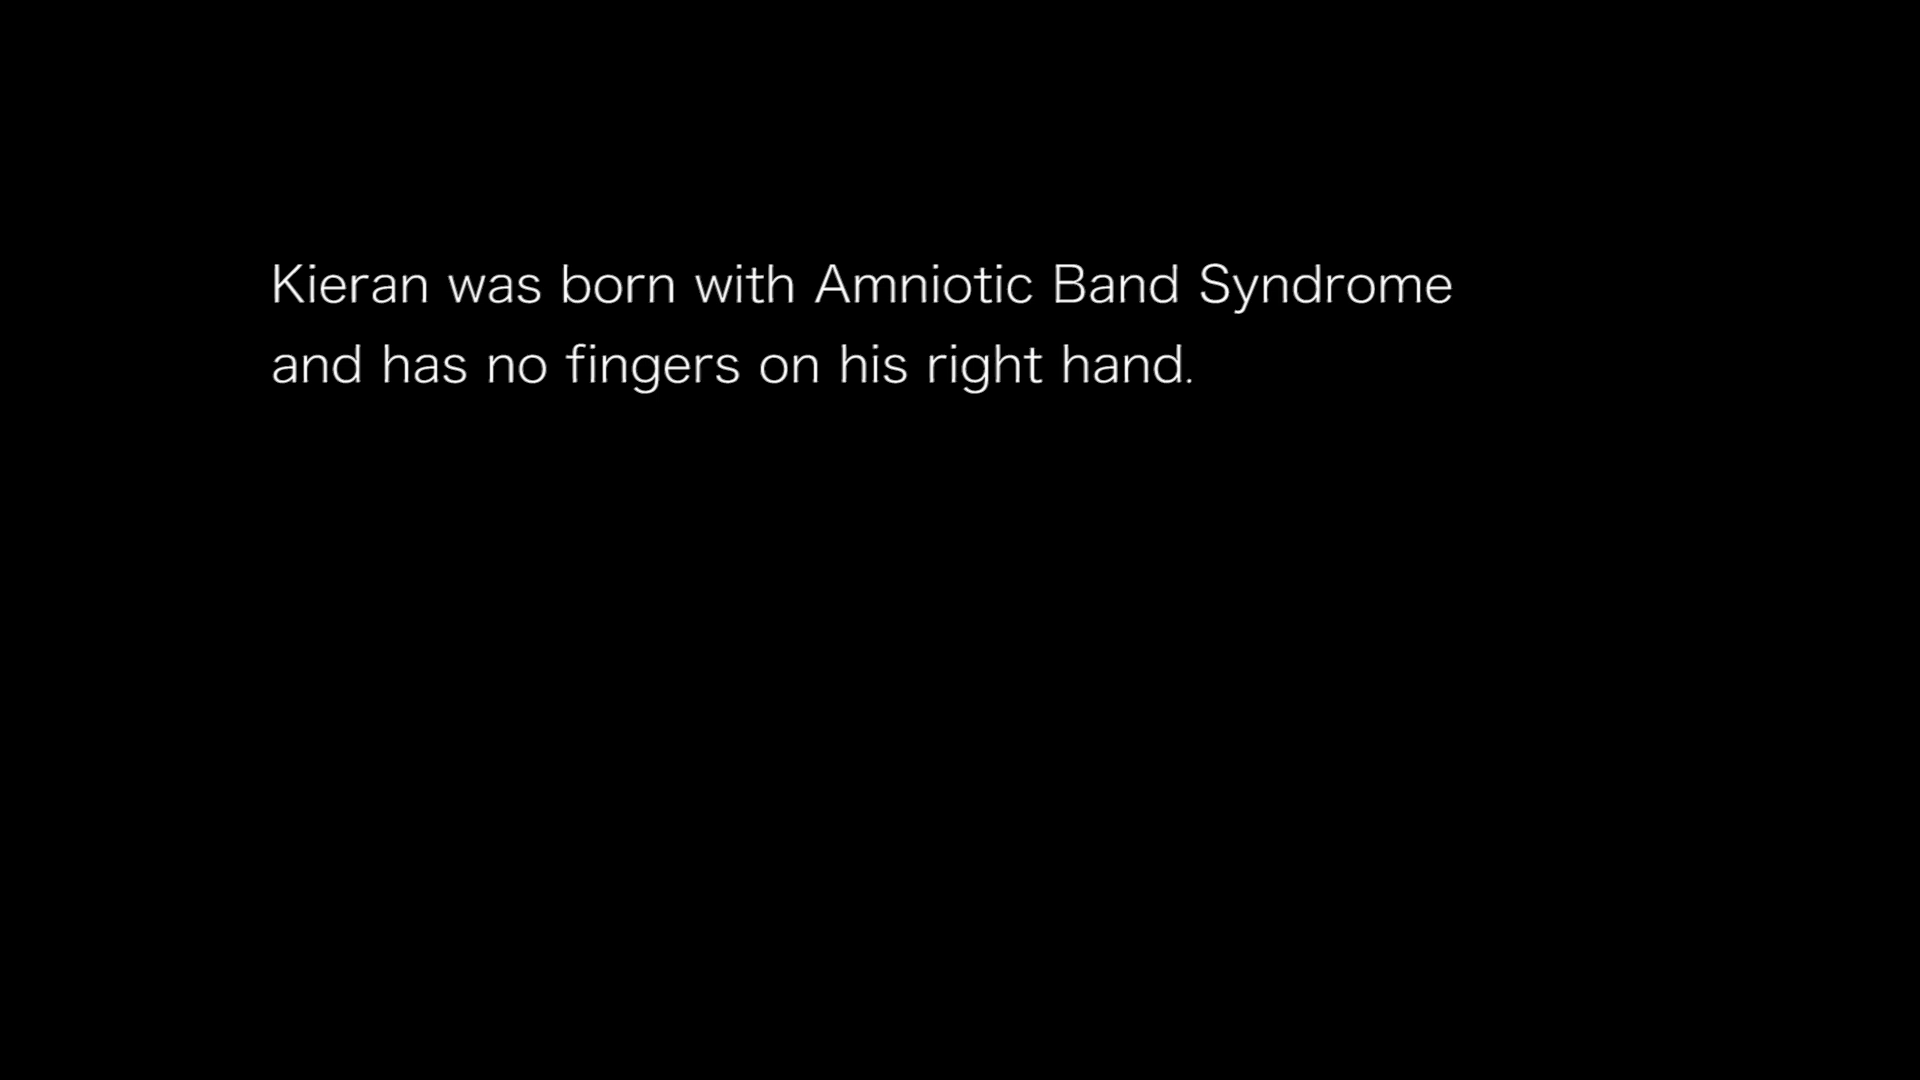 Kieran was born with Amniotic Band Syndrome
and has no fingers on his right hand.